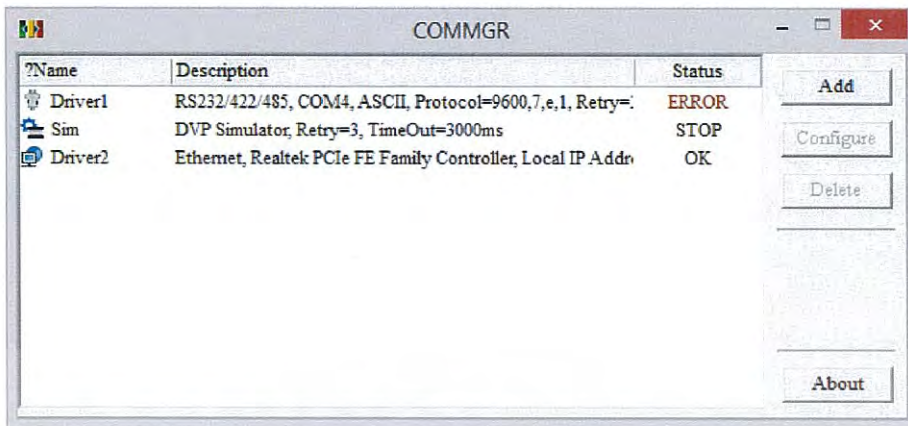 COMMGR
?Name Description Status
Driver1 RS232/422/485, COM4, ASCII, Protocol=9600,7,e,1, Retry= ERROR
Sim DVP Simulator, Retry=3, TimeOut=3000ms STOP
Driver2 Ethernet, Realtek PCIe FE Family Controller, Local IP Addr OK
Add
Configure
Delete
About